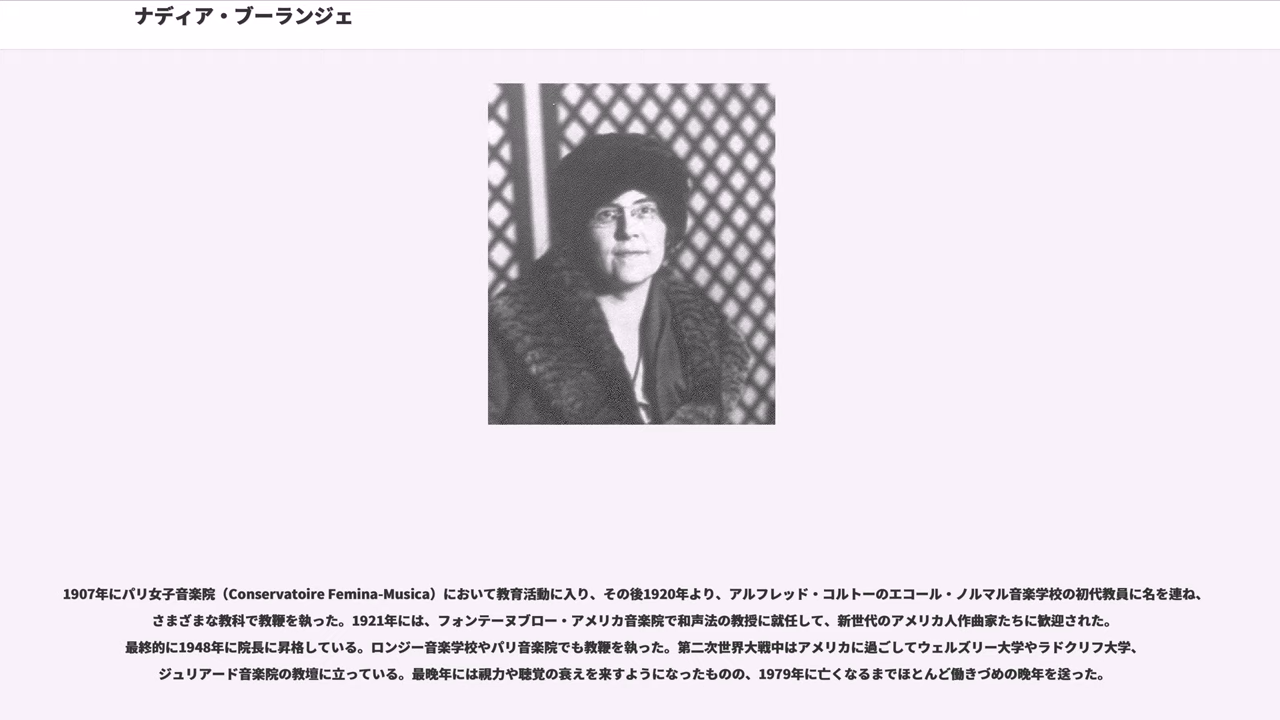 ナディア・ブーランジェ
1907年にパリ女子音楽院（Conservatoire Femina-Musica）において教育活動に入り、その後1920年より、アルフレッド・コルトーのエコール・ノルマル音楽学校の初代教員に名を連ね、
さまざまな教科で教鞭を執った。1921年には、フォンテーヌブロー・アメリカ音楽院で和声法の教授に就任して、新世代のアメリカ人作曲家たちに歓迎された。
最終的に1948年に院長に昇格している。ロンジー音楽学校やパリ音楽院でも教鞭を執った。第二次世界大戦中はアメリカに過ごしてウェルズリー大学やラドクリフ大学、
ジュリアード音楽院の教壇に立っている。最晩年には視力や聴覚の衰えを来すようになったものの、1979年に亡くなるまでほとんど働きづめの晩年を送った。